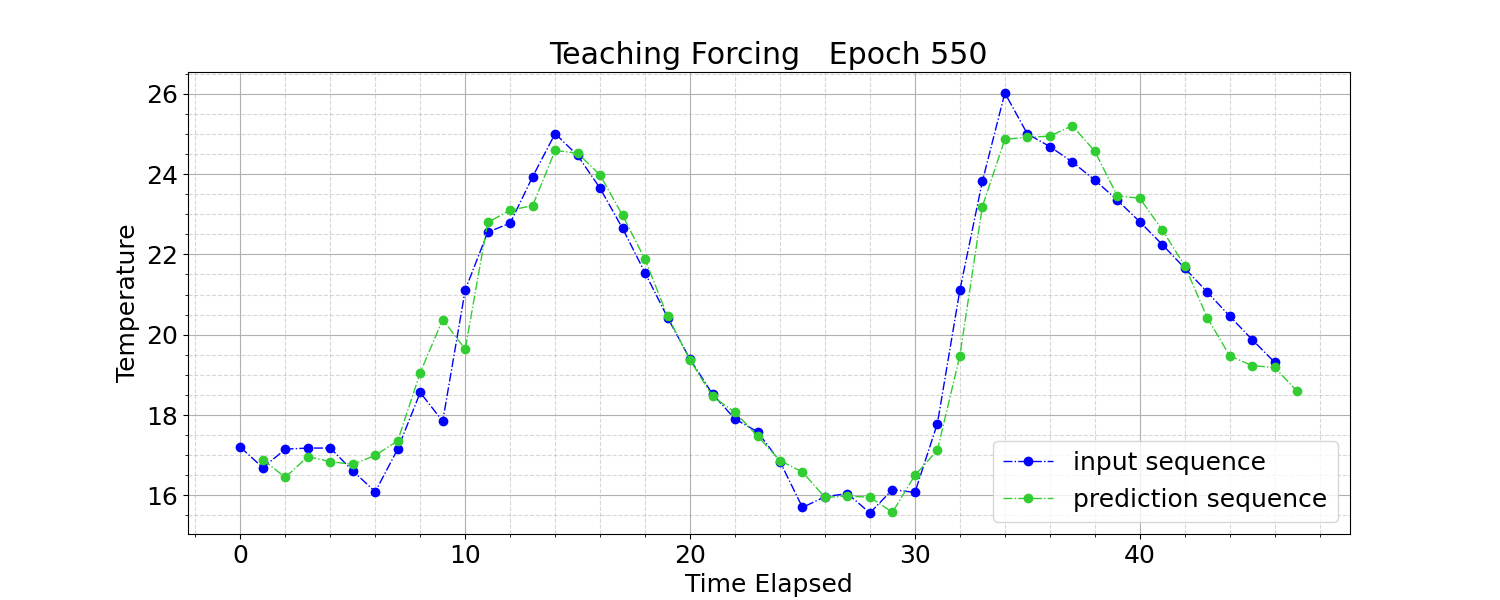 Teaching Forcing   Epoch 550
26
24
22
20
18
16
Temperature
input sequence
prediction sequence
0 10 20 30 40
Time Elapsed